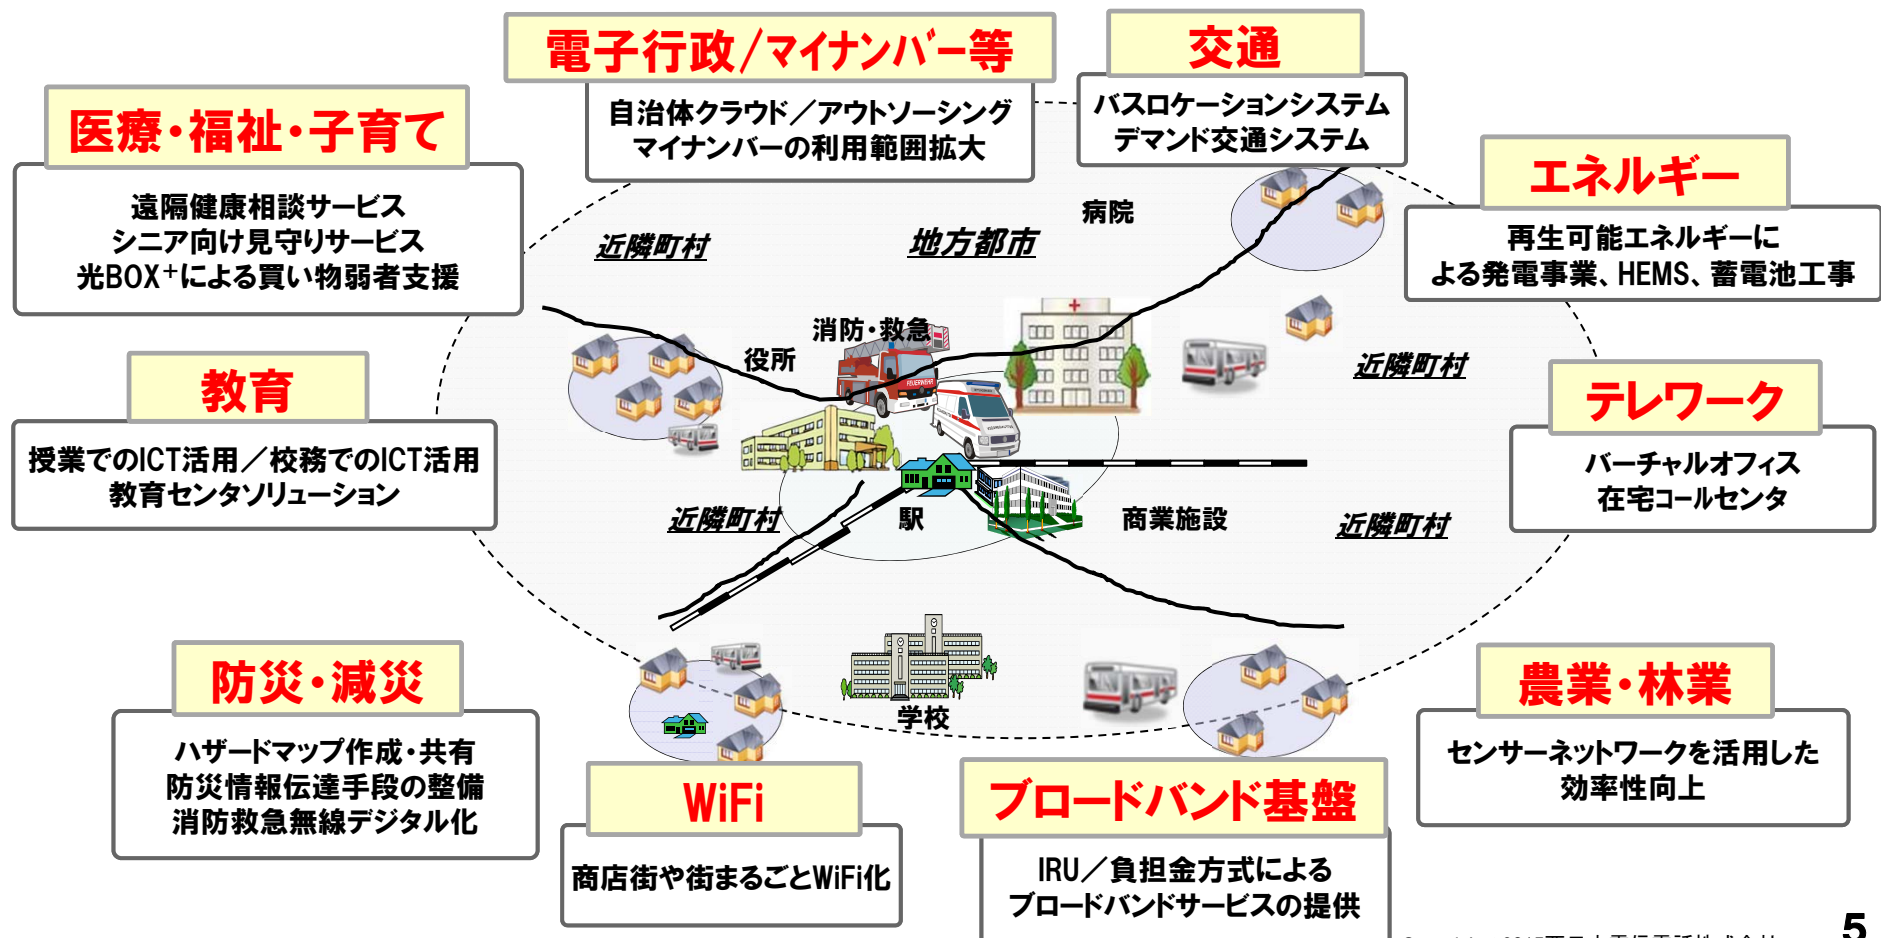 電子行政/マイナンバー等
自治体クラウド／アウトソーシング
マイナンバーの利用範囲拡大
交通
バスロケーションシステム
デマンド交通システム
医療・福祉・子育て
遠隔健康相談サービス
シニア向け見守りサービス
光BOX+による買い物弱者支援
エネルギー
再生可能エネルギーに
よる発電事業、HEMS、蓄電池工事
教育
授業でのICT活用／校務でのICT活用
教育センタソリューション
テレワーク
バーチャルオフィス
在宅コールセンタ
近隣町村
地方都市
病院
消防・救急
役所
FEUERWEHR
近隣町村
近隣町村
駅
商業施設
近隣町村
学校
防災・減災
ハザードマップ作成・共有
防災情報伝達手段の整備
消防救急無線デジタル化
WiFi
商店街や街まるごとWiFi化
ブロードバンド基盤
IRU／負担金方式による
ブロードバンドサービスの提供
農業・林業
センサーネットワークを活用した
効率性向上
5